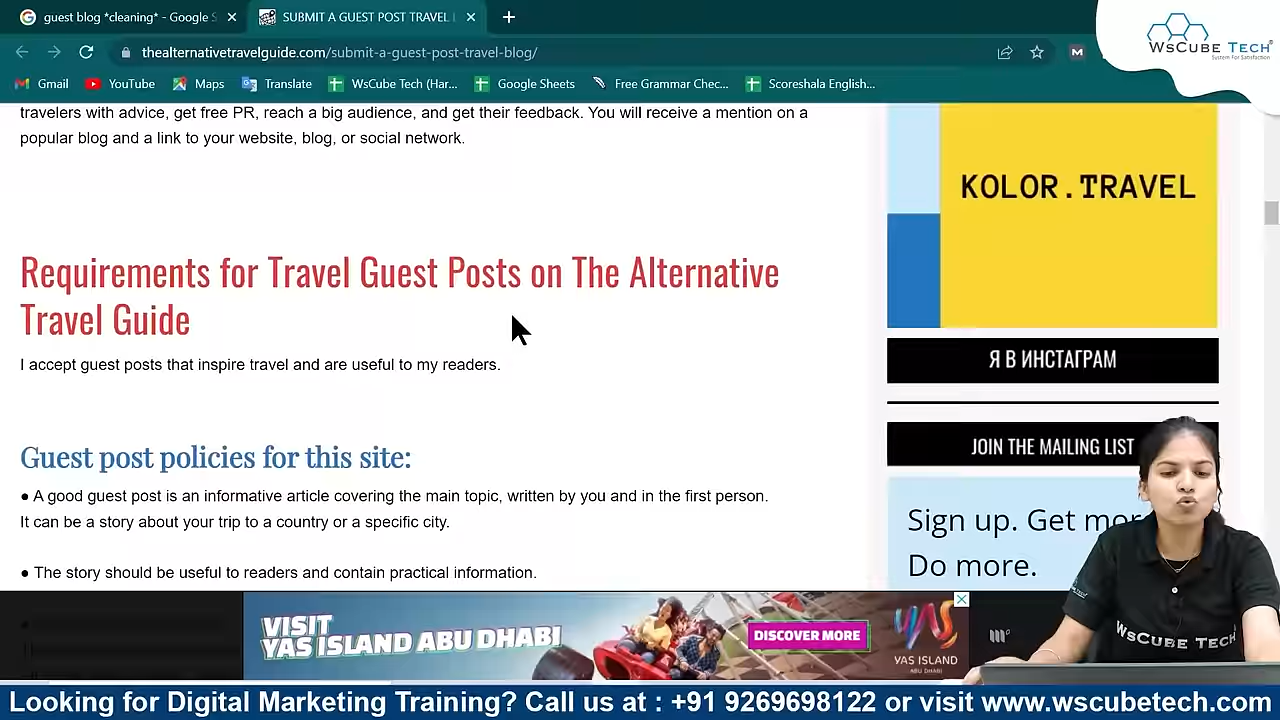 guest blog *cleaning* - Google S
SUBMIT A GUEST POST TRAVEL
thealternativetravelguide.com/submit-a-guest-post-travel-blog/
WsCube Tech®
System For Satisfaction
Gmail
YouTube
Maps
Translate
WsCube Tech (Har...
Google Sheets
Free Grammar Chec...
Scoreshala English...
travelers with advice, get free PR, reach a big audience, and get their feedback. You will receive a mention on a
popular blog and a link to your website, blog, or social network.
KOLOR.TRAVEL
Requirements for Travel Guest Posts on The Alternative
Travel Guide
I accept guest posts that inspire travel and are useful to my readers.
Я В ИНСТАГРАМ
JOIN THE MAILING LIST
Guest post policies for this site:
● A good guest post is an informative article covering the main topic, written by you and in the first person.
It can be a story about your trip to a country or a specific city.
● The story should be useful to readers and contain practical information.
Sign up. Get mor
Do more.
VISIT
YAS ISLAND ABU DHABI
DISCOVER MORE
YAS ISLAND
ABU DHABI
WsCube Tech
Looking for Digital Marketing Training? Call us at : +91 9269698122 or visit www.wscubetech.com